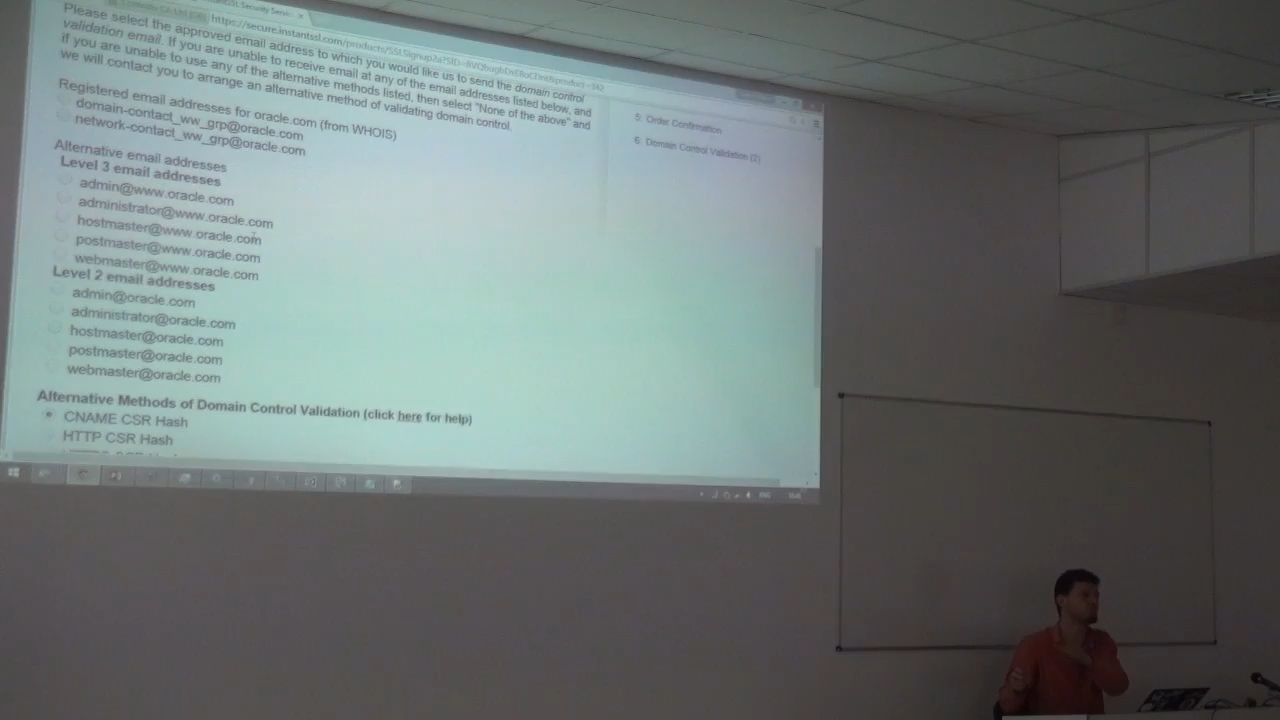 https://secure.instantssl.com/products/
Please select the approved email address to which you would like us to send the domain control
validation email. If you are unable to receive email at any of the email addresses listed below, and
if you are unable to use any of the alternative methods listed, then select "None of the above" and
we will contact you to arrange an alternative method of validating domain control.
Registered email addresses for oracle.com (from WHOIS)
domain-contact_ww_grp@oracle.com
network-contact_ww_grp@oracle.com
Alternative email addresses
Level 3 email addresses
admin@www.oracle.com
administrator@www.oracle.com
hostmaster@www.oracle.com
postmaster@www.oracle.com
webmaster@www.oracle.com
Level 2 email addresses
admin@oracle.com
administrator@oracle.com
hostmaster@oracle.com
postmaster@oracle.com
webmaster@oracle.com
Alternative Methods of Domain Control Validation (click here for help)
CNAME CSR Hash
HTTP CSR Hash
5: Order Confirmation
6: Domain Control Validation (2)